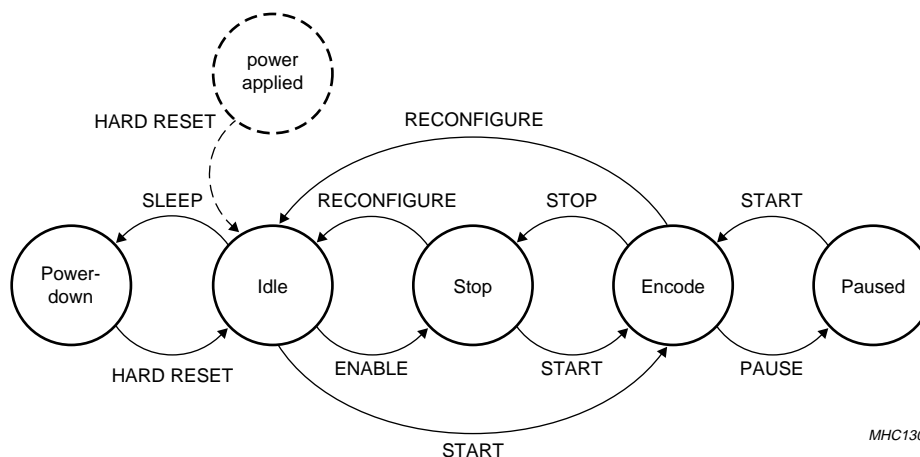 power
applied
HARD RESET
RECONFIGURE
SLEEP
RECONFIGURE
STOP
START
Power-
down
Idle
Stop
Encode
Paused
HARD RESET
ENABLE
START
PAUSE
START
MHC130